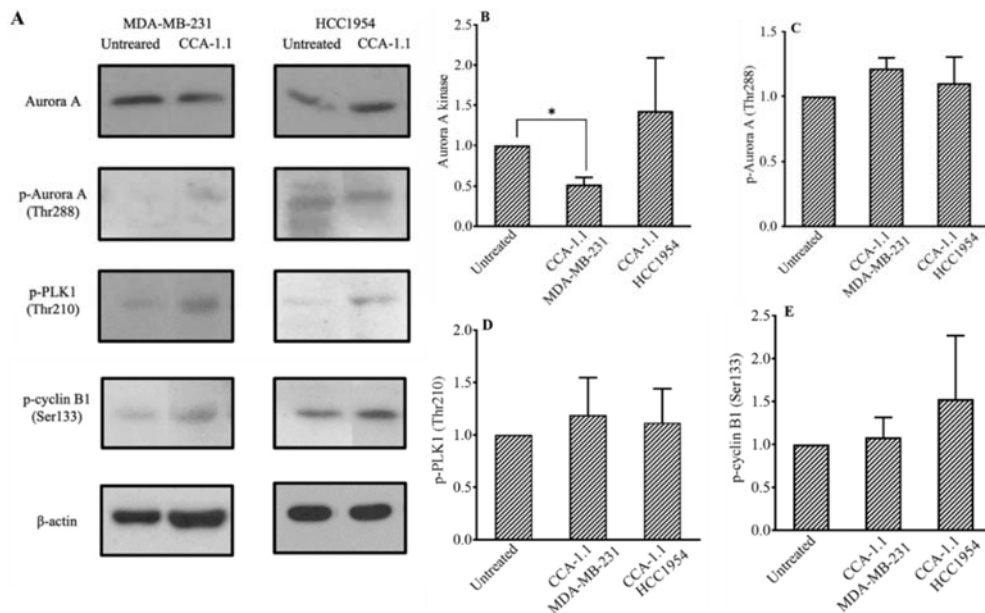 A
MDA-MB-231
HCC1954
Untreared CCA-1.1
Untreated CCA-1.1
Aurora A
p-Aurora A
(Thr288)
p-PLK1
(Thr210)
p-cyclin B1
(Ser133)
β-actin
B
Aurora A kinase
2.5
2.0
1.5
1.0
0.5
0.0
*
Untreated
CCA-1.1
MDA-MB-231
CCA-1.1
HCC1954
C
p-Aurora A (Thr288)
1.5
1.0
0.5
0.0
Untreated
CCA-1.1
MDA-MB-231
CCA-1.1
HCC1954
D
p-PLK1 (Thr210)
2.0
1.5
1.0
0.5
0.0
Untreated
CCA-1.1
MDA-MB-231
CCA-1.1
HCC1954
E
p-cyclin B1 (Ser133)
2.5
2.0
1.5
1.0
0.5
0.0
Untreated
CCA-1.1
MDA-MB-231
CCA-1.1
HCC1954